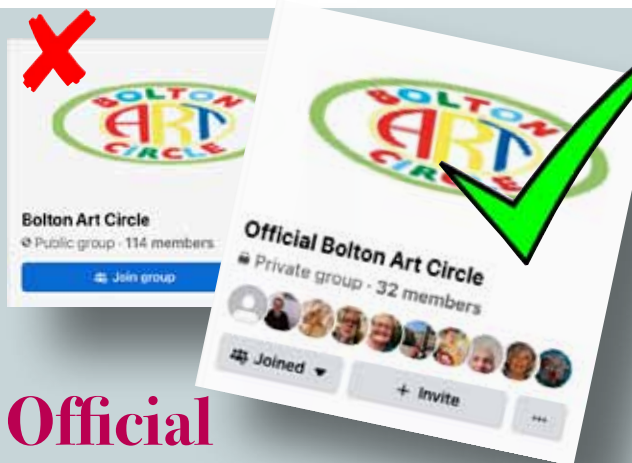 BOLTON
ART
CIRCLE
Bolton Art Circle
Public group · 114 members
Join group
BOLTON
ART
CIRCLE
Official Bolton Art Circle
Private group · 32 members
Joined
+ Invite
...
Official